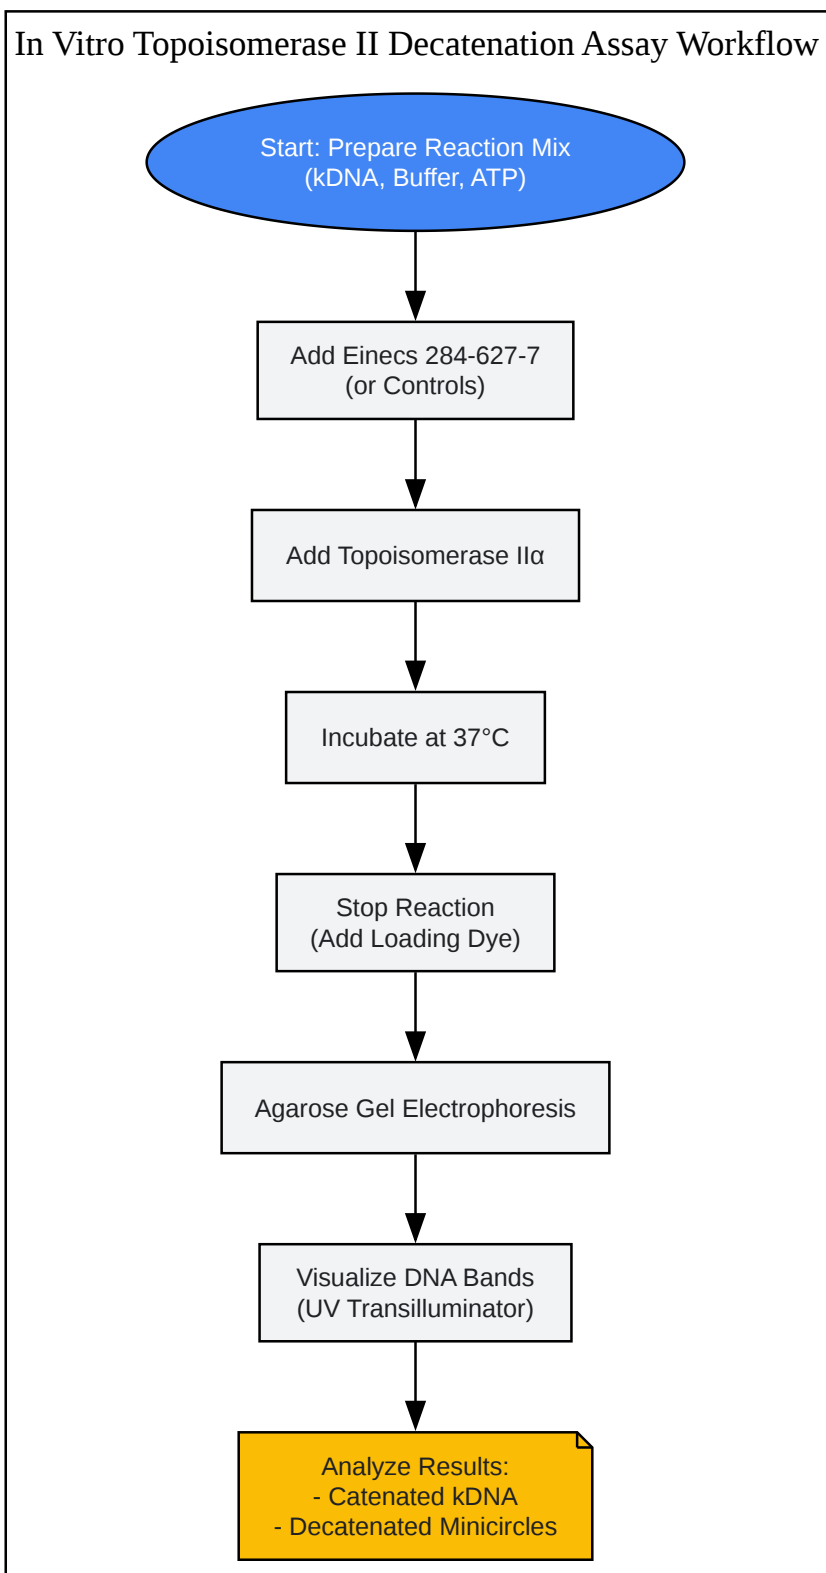 In Vitro Topoisomerase II Decatenation Assay Workflow
Start: Prepare Reaction Mix
(kDNA, Buffer, ATP)
Add Einecs 284-627-7
(or Controls)
Add Topoisomerase IIα
Incubate at 37°C
Stop Reaction
(Add Loading Dye)
Agarose Gel Electrophoresis
Visualize DNA Bands
(UV Transilluminator)
Analyze Results:
- Catenated kDNA
- Decatenated Minicircles